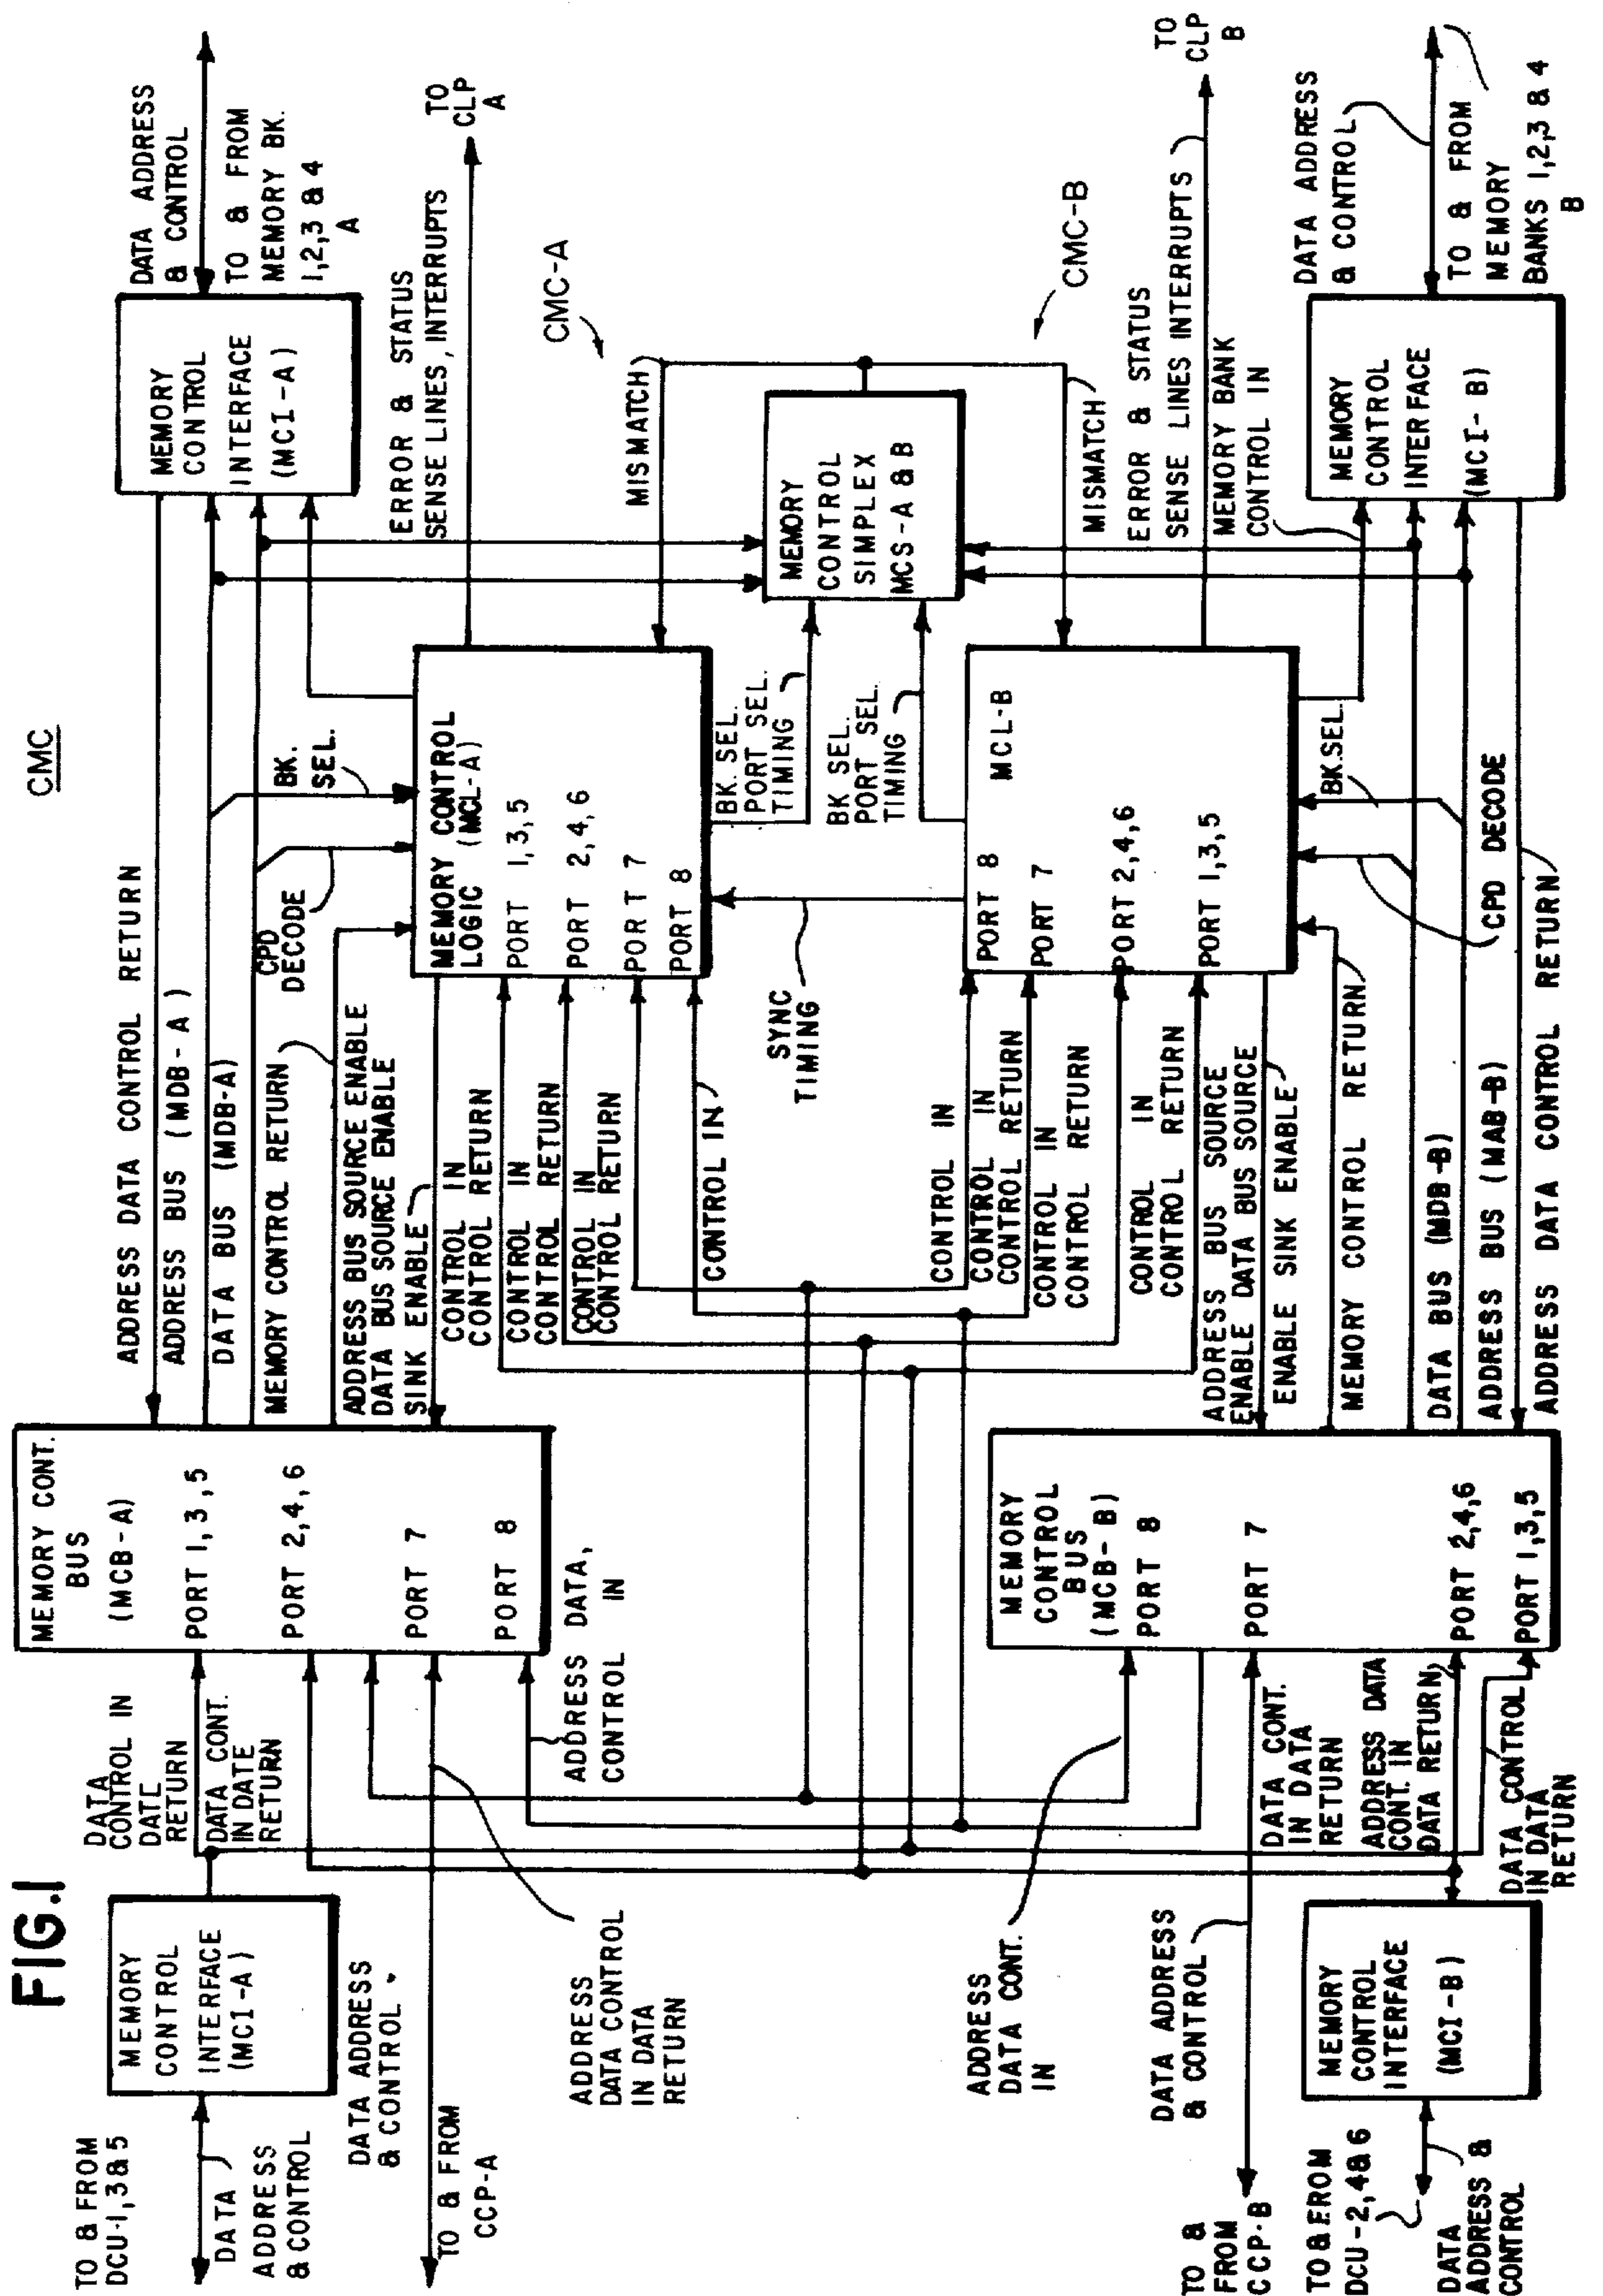 FIG.1
CMC
TO & FROM
DCU-1,3&5
DATA
ADDRESS
& CONTROL
MEMORY
CONTROL
INTERFACE
(MCI-A)
DATA
CONTROL IN
DATE
RETURN
DATA CONT.
IN DATE
RETURN
DATA ADDRESS
& CONTROL
TO & FROM
CCP-A
ADDRESS
DATA CONTROL
IN DATA
RETURN
MEMORY CONT.
BUS
(MCB-A)
PORT 1,3,5
PORT 2,4,6
PORT 7
PORT 8
ADDRESS DATA,
CONTROL IN
ADDRESS DATA CONTROL RETURN
ADDRESS BUS (MDB-A)
DATA BUS (MDB-A)
MEMORY CONTROL RETURN
ADDRESS BUS SOURCE ENABLE
DATA BUS SOURCE ENABLE
SINK ENABLE
CONTROL IN
CONTROL RETURN
CONTROL IN
CONTROL RETURN
CONTROL IN
CONTROL RETURN
CONTROL IN
CPD
DECODE
BK.
SEL.
MEMORY CONTROL
LOGIC (MCL-A)
PORT 1,3,5
PORT 2,4,6
PORT 7
PORT 8
MEMORY
CONTROL
INTERFACE
(MCI-A)
DATA ADDRESS
& CONTROL
TO & FROM
MEMORY BK.
1,2,3 & 4
A
ERROR & STATUS
SENSE LINES, INTERRUPTS
TO
CLP
A
CMC-A
MISMATCH
BK. SEL.
PORT SEL.
TIMING
MEMORY
CONTROL
SIMPLEX
MCS-A & B
BK SEL.
PORT SEL.
TIMING
SYNC
TIMING
CMC-B
MISMATCH
ERROR & STATUS
SENSE LINES INTERRUPTS
TO
CLP
B
MEMORY BANK
CONTROL IN
MCL-B
PORT 8
PORT 7
PORT 2,4,6
PORT 1,3,5
BK.SEL.
CPD DECODE
CONTROL IN
CONTROL IN
CONTROL RETURN
CONTROL IN
CONTROL RETURN
CONTROL IN
CONTROL RETURN
ADDRESS BUS SOURCE
ENABLE DATA BUS SOURCE
ENABLE SINK ENABLE
MEMORY CONTROL RETURN
DATA BUS (MDB-B)
ADDRESS BUS (MAB-B)
ADDRESS DATA CONTROL RETURN
MEMORY
CONTROL
INTERFACE
(MCI-B)
DATA ADDRESS
& CONTROL
TO & FROM
MEMORY
BANKS 1,2,3 & 4
B
MEMORY
CONTROL
BUS
(MCB-B)
PORT 8
PORT 7
PORT 2,4,6
PORT 1,3,5
ADDRESS
DATA CONT.
IN
DATA ADDRESS
& CONTROL
TO &
FROM
CCP-B
DATA CONT.
IN DATA
RETURN
ADDRESS DATA
CONT. IN
DATA RETURN
DATA CONTROL
IN DATA
RETURN
MEMORY
CONTROL
INTERFACE
(MCI-B)
TO & FROM
DCU-2,4&6
DATA
ADDRESS &
CONTROL